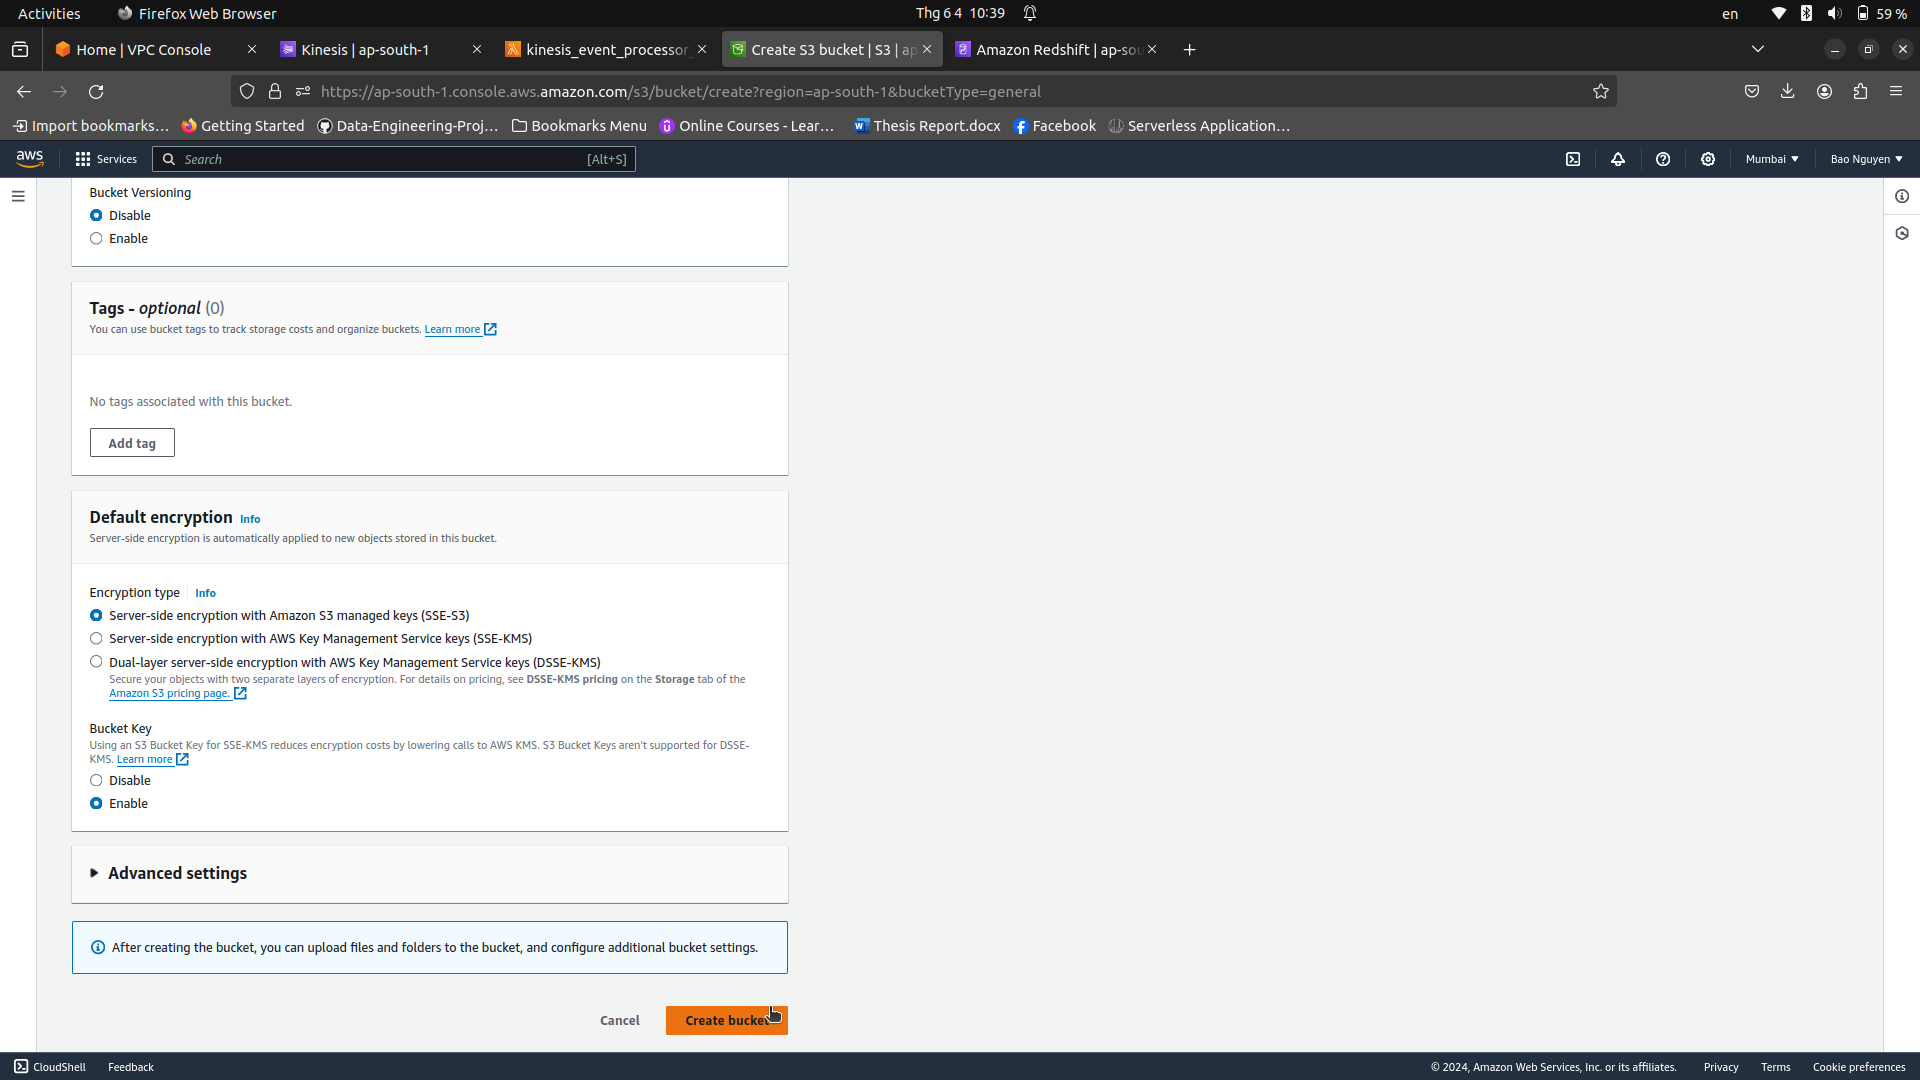 Activities
Firefox Web Browser
Thg 6 4 10:39
en
59 %
Home | VPC Console
Kinesis | ap-south-1
kinesis_event_processor
Create S3 bucket | S3 | ap
Amazon Redshift | ap-sou
https://ap-south-1.console.aws.amazon.com/s3/bucket/create?region=ap-south-1&bucketType=general
Import bookmarks…
Getting Started
Data-Engineering-Proj…
Bookmarks Menu
Online Courses - Lear…
Thesis Report.docx
Facebook
Serverless Application…
aws
Services
Search
[Alt+S]
Mumbai
Bao Nguyen
Bucket Versioning
Disable
Enable
Tags - optional (0)
You can use bucket tags to track storage costs and organize buckets. Learn more
No tags associated with this bucket.
Add tag
Default encryption Info
Server-side encryption is automatically applied to new objects stored in this bucket.
Encryption type Info
Server-side encryption with Amazon S3 managed keys (SSE-S3)
Server-side encryption with AWS Key Management Service keys (SSE-KMS)
Dual-layer server-side encryption with AWS Key Management Service keys (DSSE-KMS)
Secure your objects with two separate layers of encryption. For details on pricing, see DSSE-KMS pricing on the Storage tab of the
Amazon S3 pricing page.
Bucket Key
Using an S3 Bucket Key for SSE-KMS reduces encryption costs by lowering calls to AWS KMS. S3 Bucket Keys aren't supported for DSSE-
KMS. Learn more
Disable
Enable
Advanced settings
After creating the bucket, you can upload files and folders to the bucket, and configure additional bucket settings.
Cancel
Create bucket
CloudShell
Feedback
© 2024, Amazon Web Services, Inc. or its affiliates.
Privacy
Terms
Cookie preferences